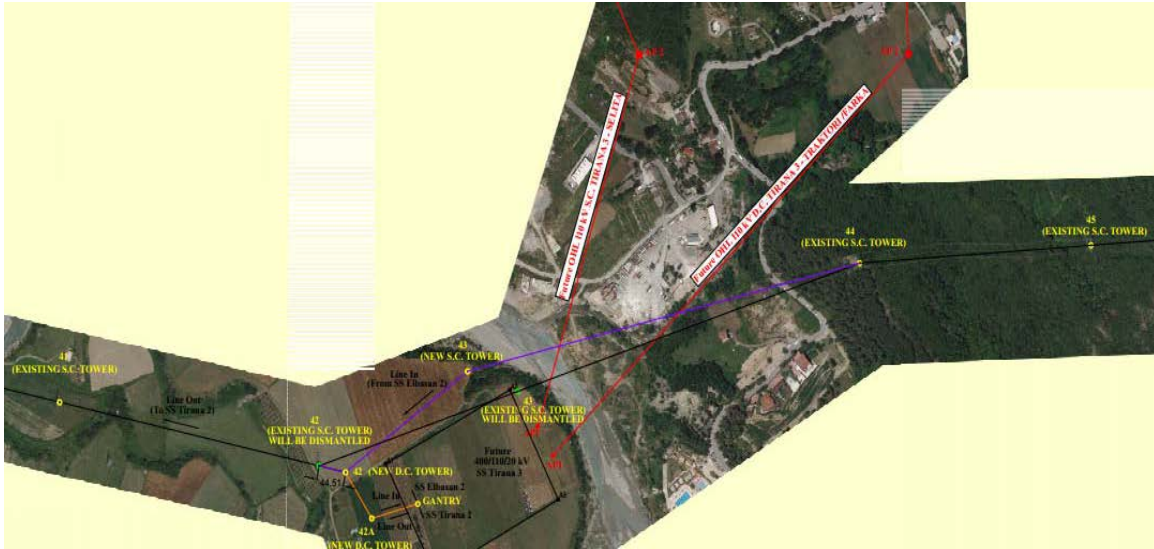 AP2
AP2
Future OHL 110 kV S.C. TIRANA 3 - SELITA
Future OHL 110 kV D.C. TIRANA 3 - TRAKTORI /FARKA
45
(EXISTING S.C. TOWER)
44
(EXISTING S.C. TOWER)
43
(NEW S.C. TOWER)
41
(EXISTING S.C. TOWER)
Line In
(From SS Elbasan 2)
Line Out
(To SS Tirana 2)
43
(EXISTING S.C. TOWER)
WILL BE DISMANTLED
42
(EXISTING S.C. TOWER)
WILL BE DISMANTLED
AP1
Future
400/110/20 kV
SS Tirana 3
42 (NEW D.C. TOWER)
44.51
Line In
SS Elbasan 2
GANTRY
SS Tirana 2
Line Out
42A
(NEW D.C. TOWER)